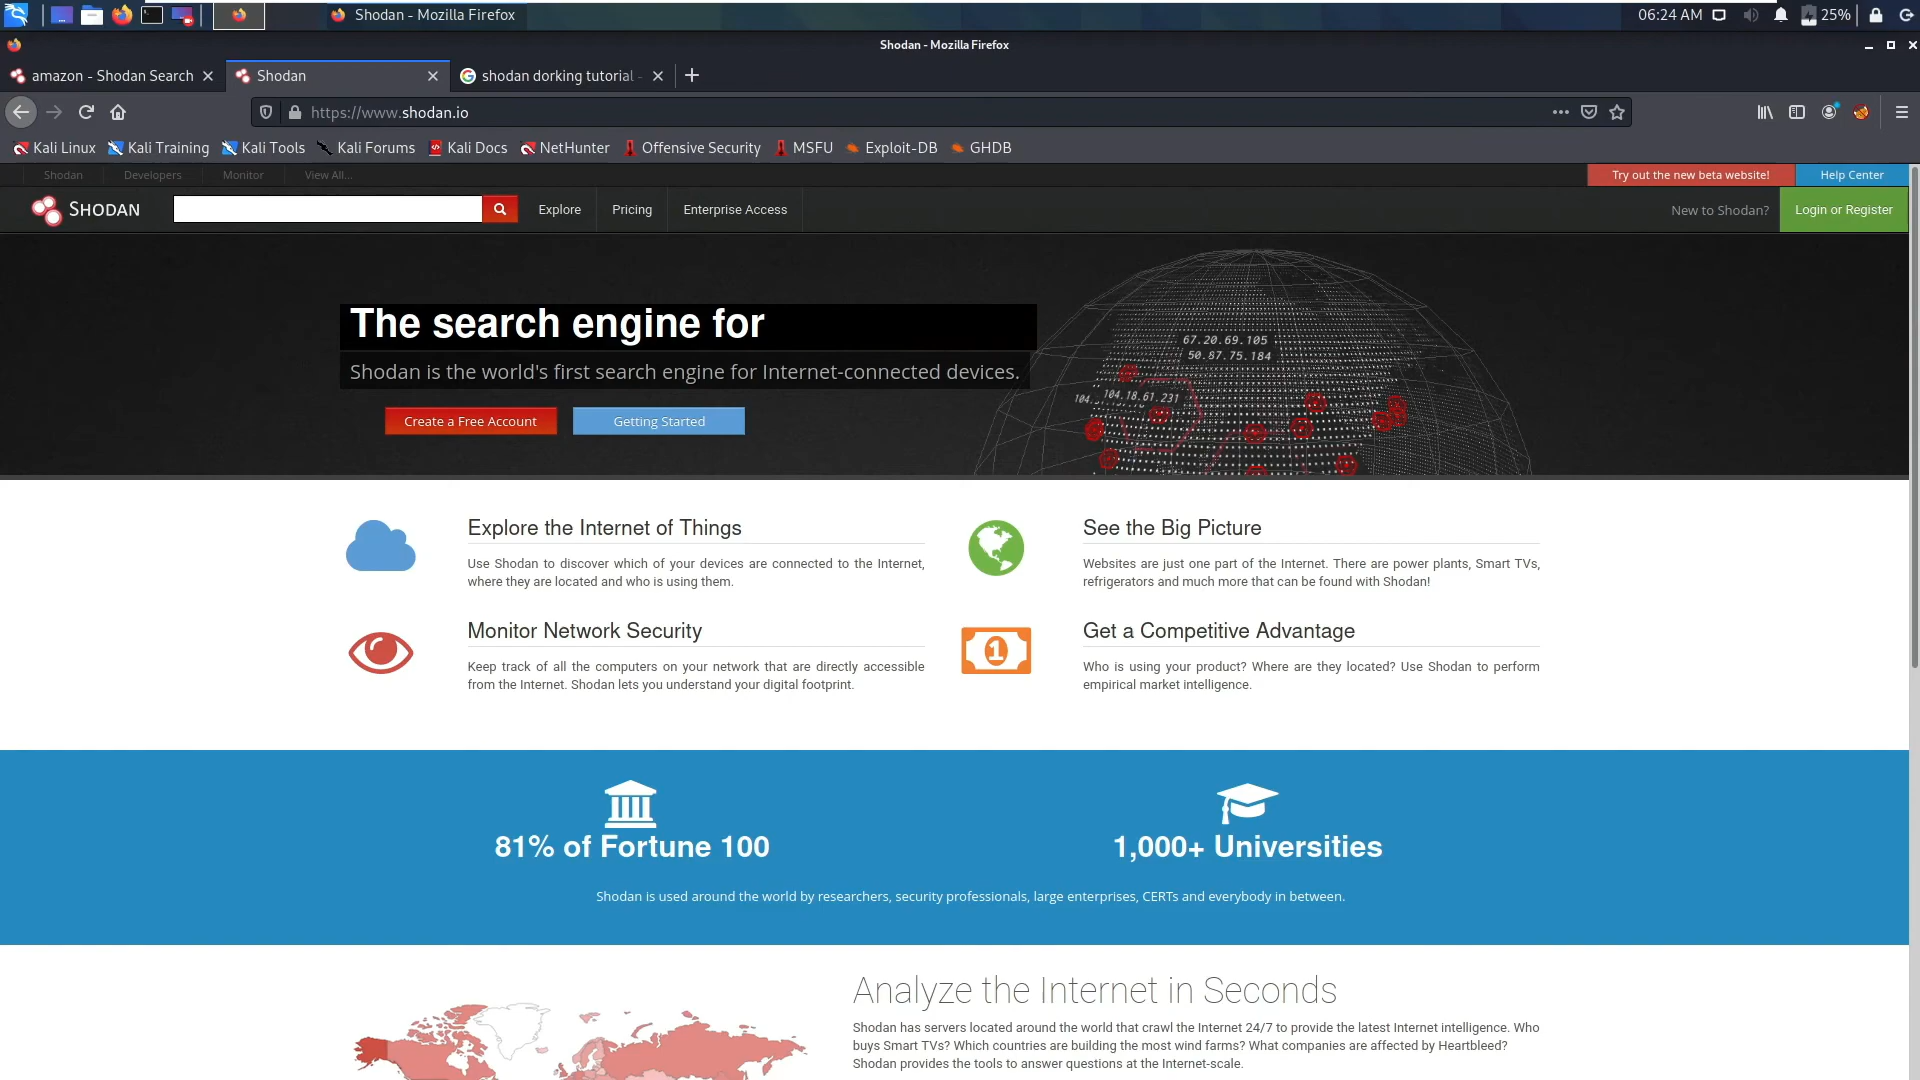 Shodan - Mozilla Firefox
06:24 AM
25%
Shodan - Mozilla Firefox
amazon - Shodan Search
Shodan
shodan dorking tutorial -
https://www.shodan.io
Kali Linux
Kali Training
Kali Tools
Kali Forums
Kali Docs
NetHunter
Offensive Security
MSFU
Exploit-DB
GHDB
Shodan
Developers
Monitor
View All...
Try out the new beta website!
Help Center
SHODAN
Explore
Pricing
Enterprise Access
New to Shodan?
Login or Register
The search engine for
Shodan is the world's first search engine for Internet-connected devices.
Create a Free Account
Getting Started
67.20.69.105
50.87.75.184
104.18.61.231
Explore the Internet of Things
Use Shodan to discover which of your devices are connected to the Internet,
where they are located and who is using them.
See the Big Picture
Websites are just one part of the Internet. There are power plants, Smart TVs,
refrigerators and much more that can be found with Shodan!
Monitor Network Security
Keep track of all the computers on your network that are directly accessible
from the Internet. Shodan lets you understand your digital footprint.
1
Get a Competitive Advantage
Who is using your product? Where are they located? Use Shodan to perform
empirical market intelligence.
81% of Fortune 100
1,000+ Universities
Shodan is used around the world by researchers, security professionals, large enterprises, CERTs and everybody in between.
Analyze the Internet in Seconds
Shodan has servers located around the world that crawl the Internet 24/7 to provide the latest Internet intelligence. Who
buys Smart TVs? Which countries are building the most wind farms? What companies are affected by Heartbleed?
Shodan provides the tools to answer questions at the Internet-scale.